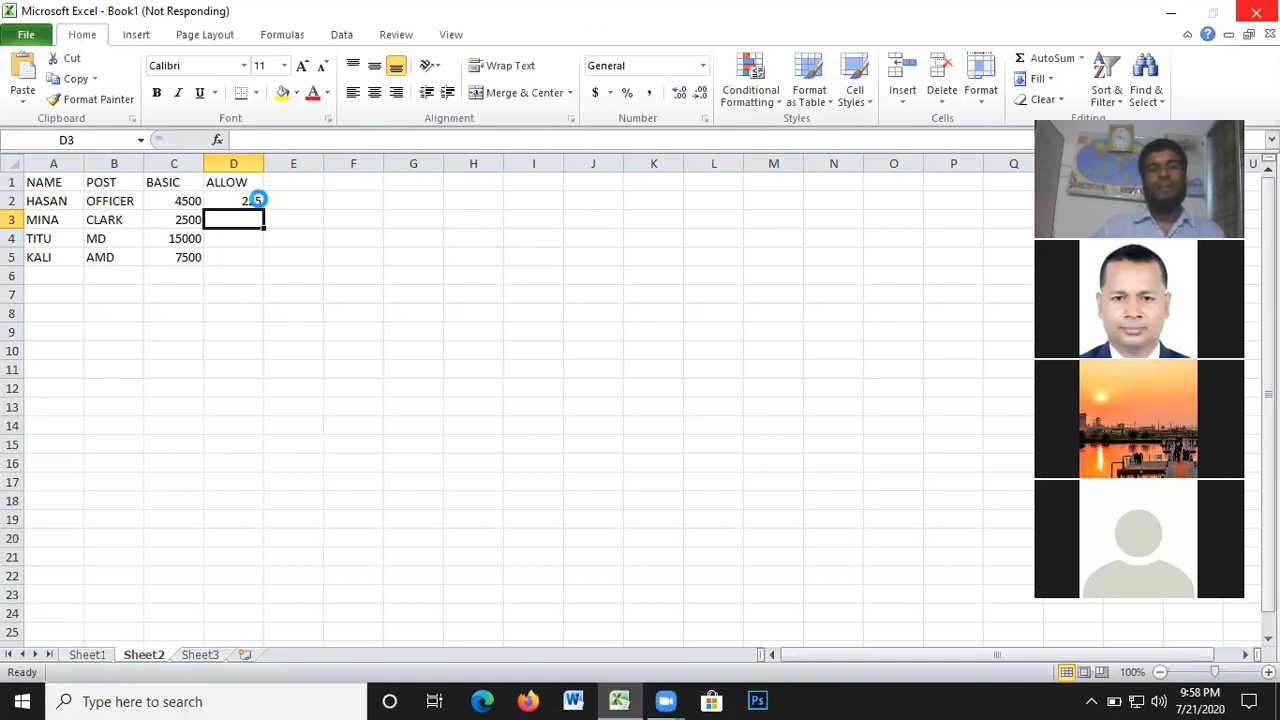 Microsoft Excel - Book1 (Not Responding)
File Home Insert Page Layout Formulas Data Review View
Paste
Cut
Copy
Format Painter
Clipboard
Calibri 11
B I U
Font
Wrap Text
Merge & Center
Alignment
General
$ % ,
Number
Conditional Formatting
Format as Table
Cell Styles
Styles
Insert
Delete
Format
Cells
AutoSum
Fill
Clear
Sort & Filter
Find & Select
Editing
D3 fx
A B C D E F G H I J K L M N O P Q U
1 NAME POST BASIC ALLOW
2 HASAN OFFICER 4500
3 MINA CLARK 2500
4 TITU MD 15000
5 KALI AMD 7500
6
7
8
9
10
11
12
13
14
15
16
17
18
19
20
21
22
23
24
25
Sheet1 Sheet2 Sheet3
Ready 100%
Type here to search
9:58 PM
7/21/2020